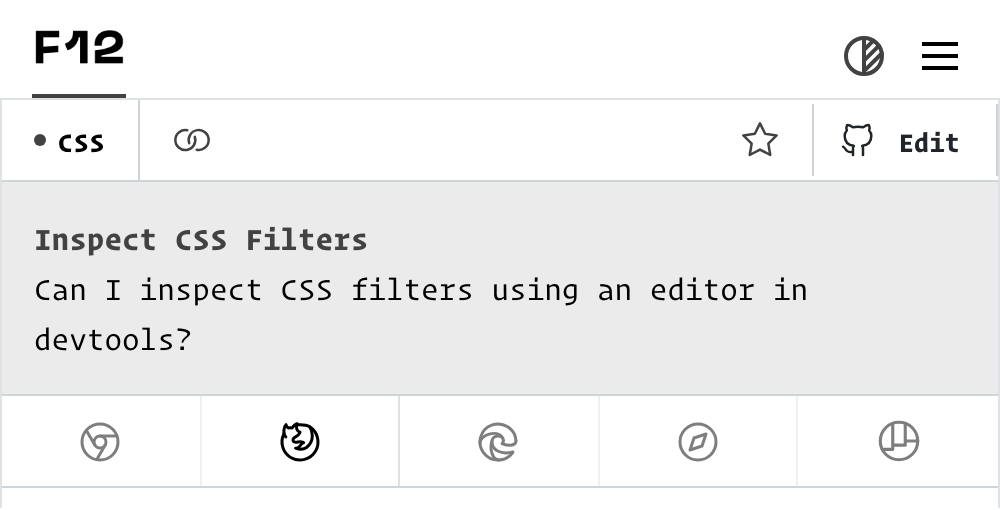 F12
CSS
Edit
Inspect CSS Filters
Can I inspect CSS filters using an editor in
devtools?